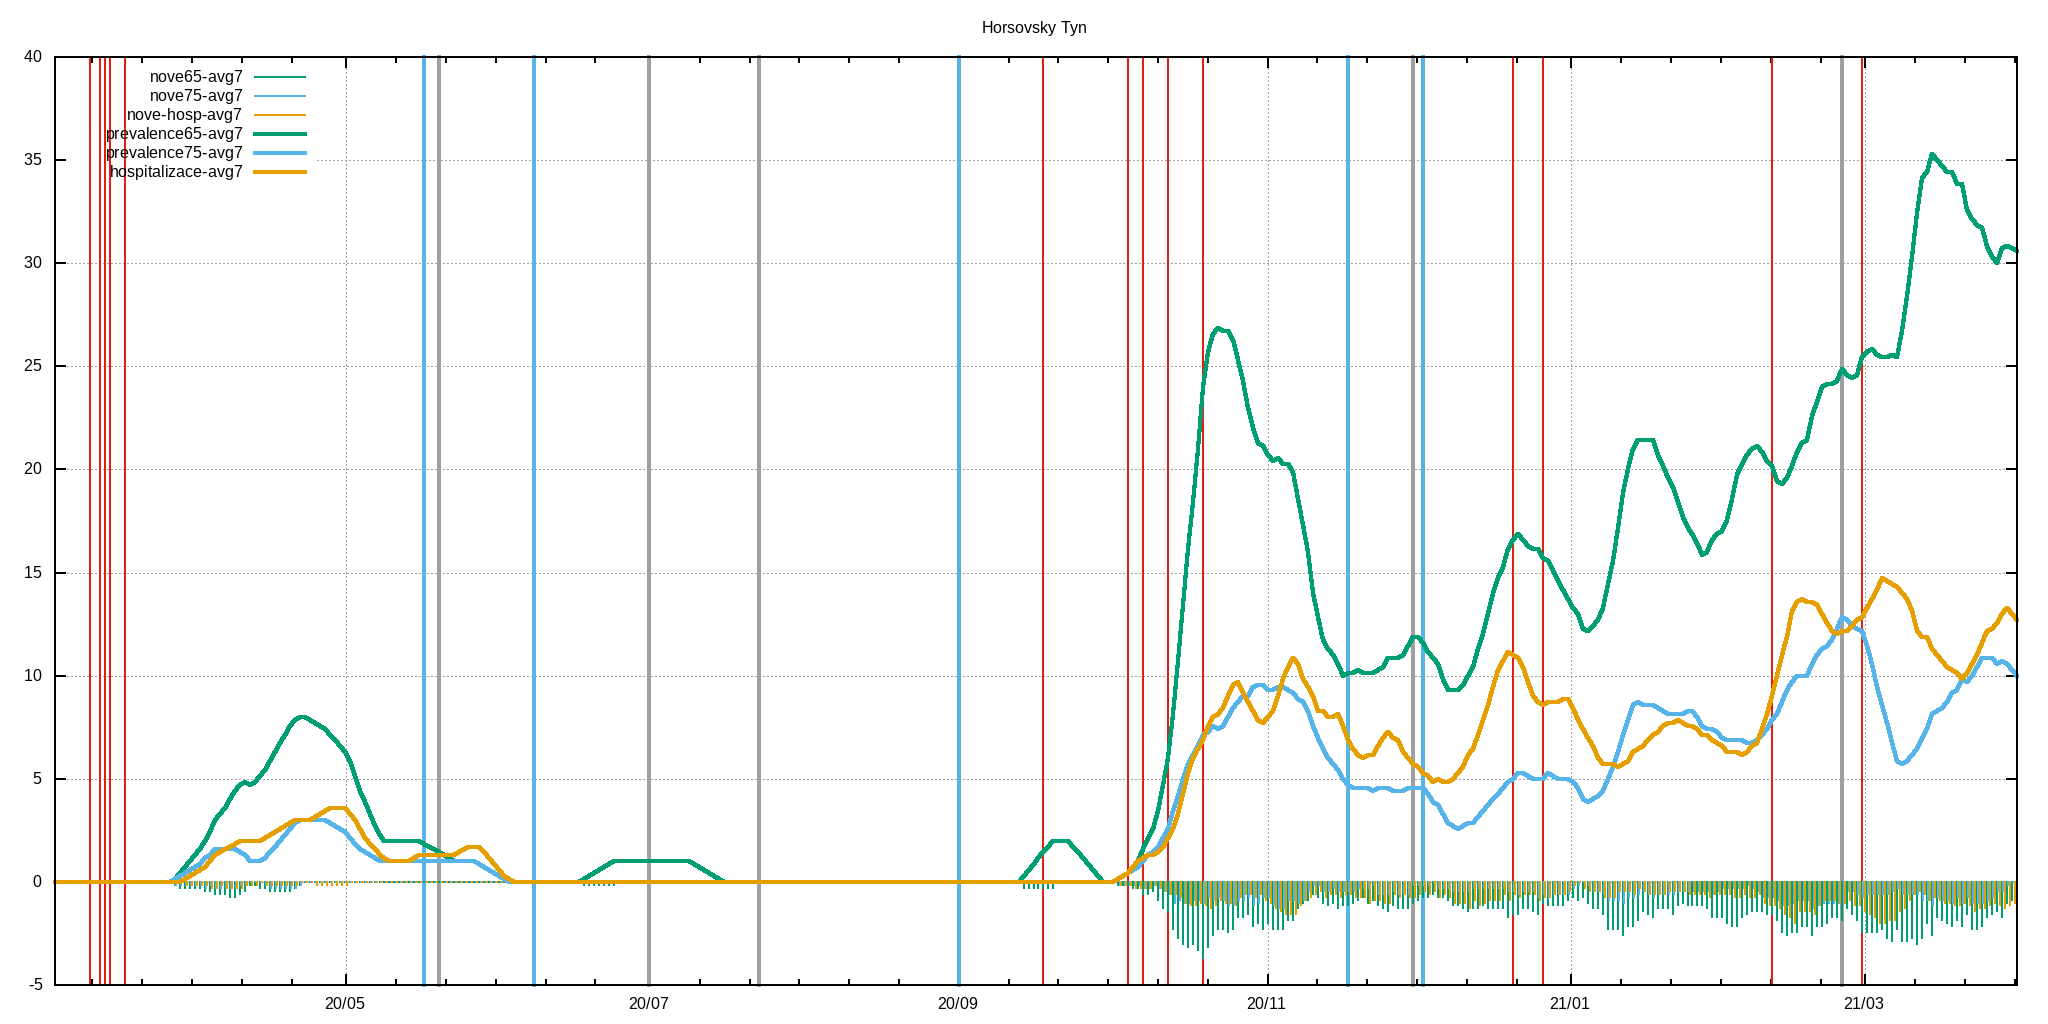 Horsovsky Tyn
40
35
30
25
20
15
10
5
0
-5
nove65-avg7
nove75-avg7
nove-hosp-avg7
prevalence65-avg7
prevalence75-avg7
hospitalizace-avg7
20/05
20/07
20/09
20/11
21/01
21/03